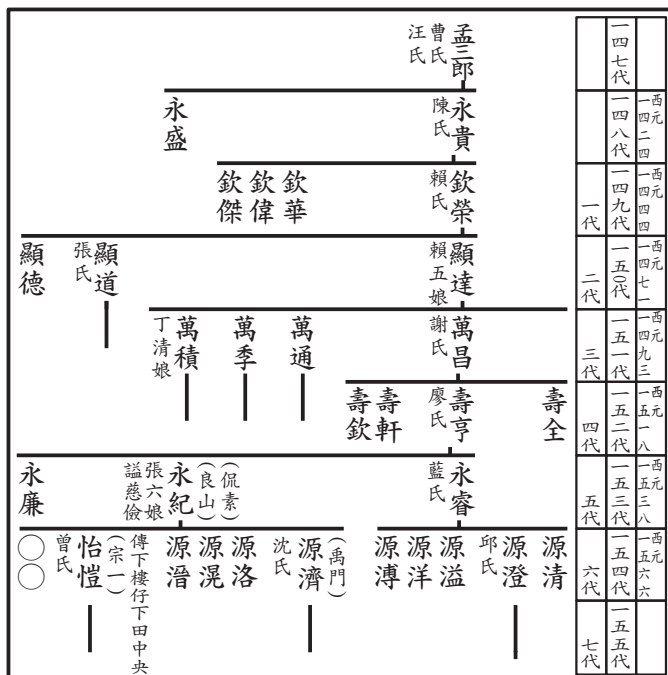 西元一四二四
西元一四四四
西元一四七一
西元一四九三
西元一五一八
西元一五三八
西元一五六六
一四七代
一四八代
一四九代
一五〇代
一五一代
一五二代
一五三代
一五四代
一五五代
一代
二代
三代
四代
五代
六代
七代
孟三郎
曹氏
汪氏
永貴
陳氏
永盛
欽榮
賴氏
欽華
欽偉
欽傑
顯達
賴五娘
顯道
張氏
顯德
萬昌
謝氏
萬通
萬季
萬積
丁清娘
壽全
壽亨
廖氏
壽軒
壽欽
永睿
藍氏
(侃素)
(良山)
永紀
張六娘
謚慈儉
永廉
源清
源澄
邱氏
源溢
源洋
源溥
(禹門)
源濟
沈氏
源洛
源滉
源溍
傳下樓仔下田中央
(宗一)
怡愷
曾氏
〇〇